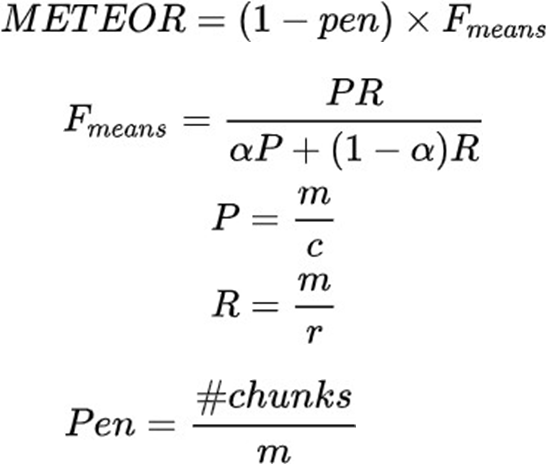 METEOR = (1 − pen) × F_means
F_means = PR / (αP + (1 − α)R)
P = m / c
R = m / r
Pen = #chunks / m